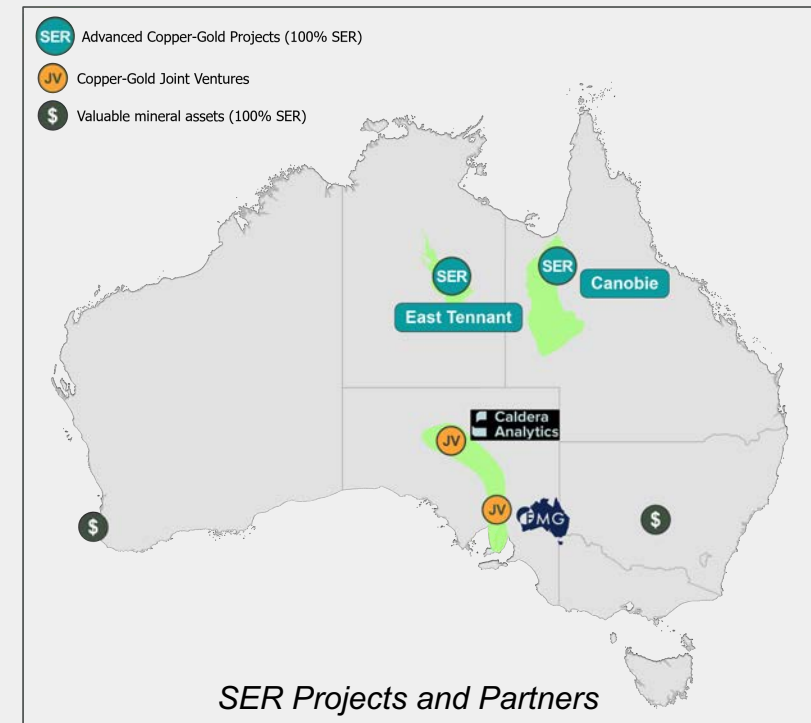 SER Advanced Copper-Gold Projects (100% SER)
JV Copper-Gold Joint Ventures
$ Valuable mineral assets (100% SER)
SER
SER
Canobie
East Tennant
Caldera
Analytics
JV
JV
FMG
$
$
SER Projects and Partners